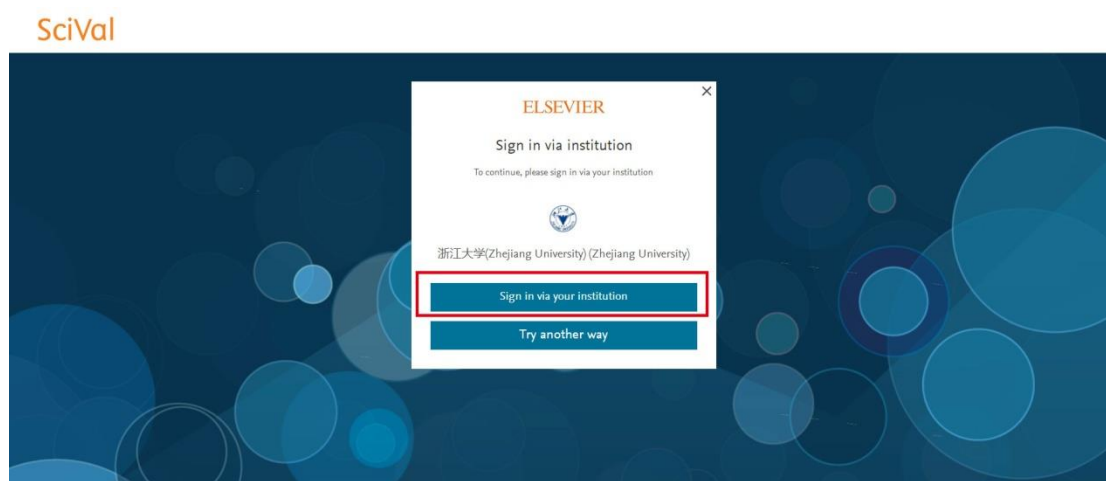 SciVal
ELSEVIER
Sign in via institution
To continue, please sign in via your institution
浙江大学(Zhejiang University) (Zhejiang University)
Sign in via your institution
Try another way